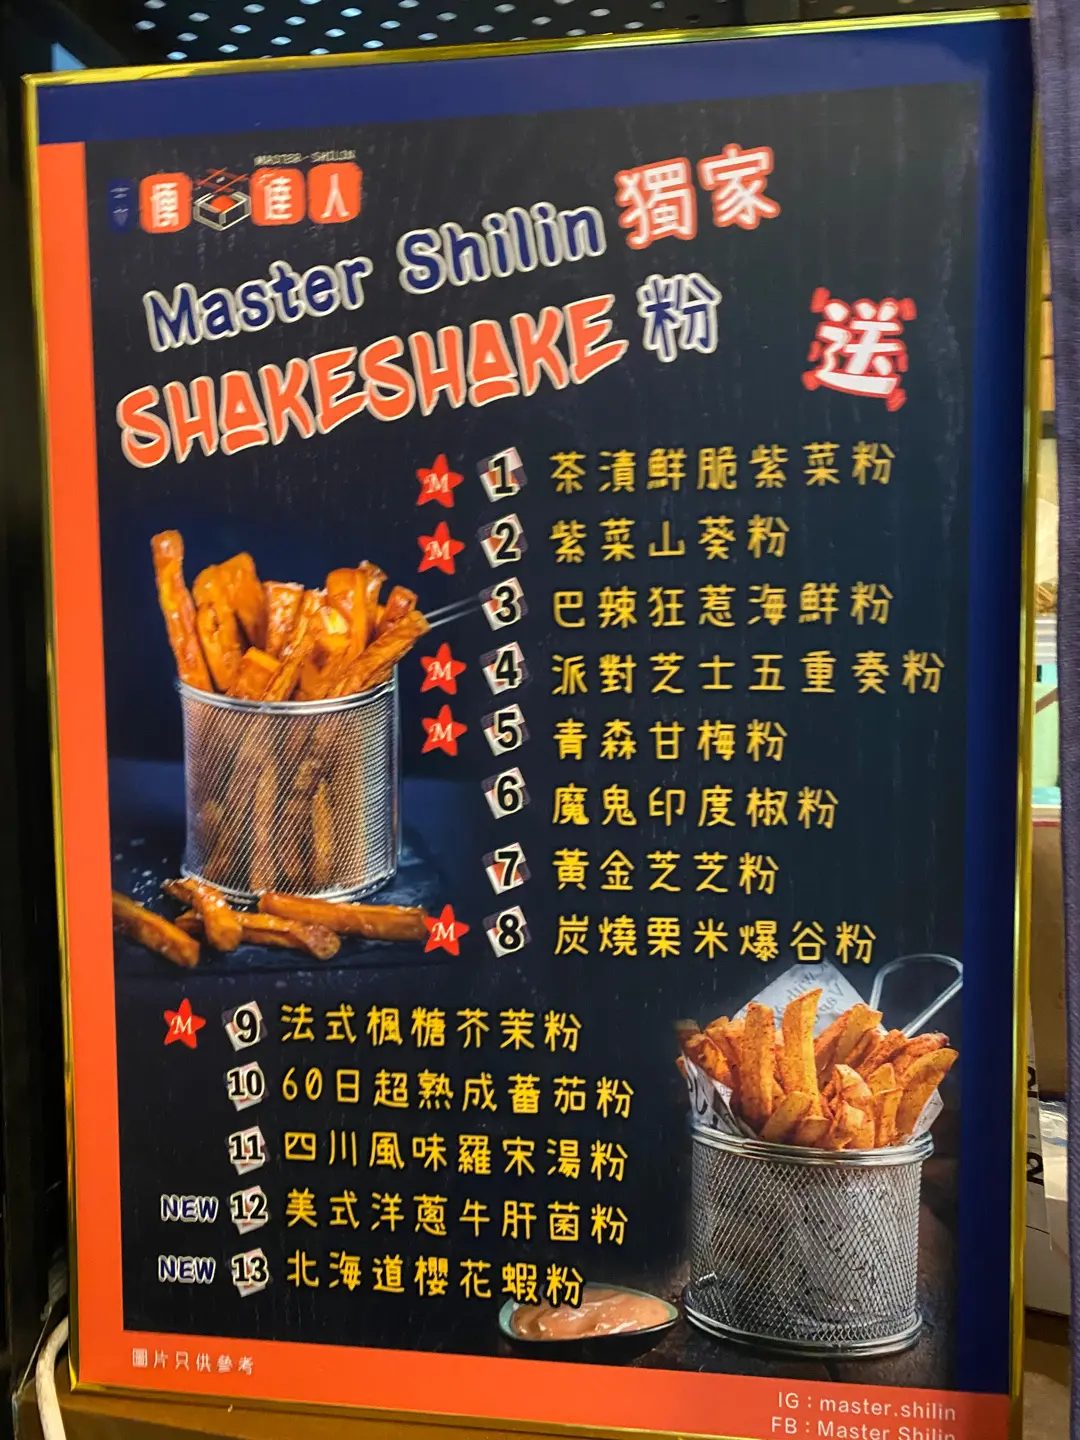 MASTER SHILIN
便 達人
Master Shilin 獨家
SHAKESHAKE 粉
送
M 1 茶漬鮮脆紫菜粉
M 2 紫菜山葵粉
3 巴辣狂惹海鮮粉
M 4 派對芝士五重奏粉
M 5 青森甘梅粉
6 魔鬼印度椒粉
7 黃金芝芝粉
M 8 炭燒粟米爆谷粉
M 9 法式楓糖芥茉粉
10 60日超熟成蕃茄粉
11 四川風味羅宋湯粉
NEW 12 美式洋蔥牛肝菌粉
NEW 13 北海道櫻花蝦粉
圖片只供參考
IG : master.shilin
FB : Master Shilin